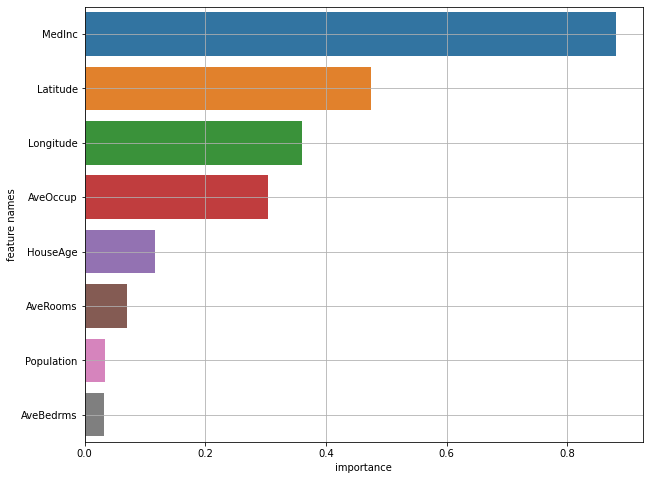 MedInc
Latitude
Longitude
AveOccup
HouseAge
AveRooms
Population
AveBedrms
feature names
0.0 0.2 0.4 0.6 0.8
importance